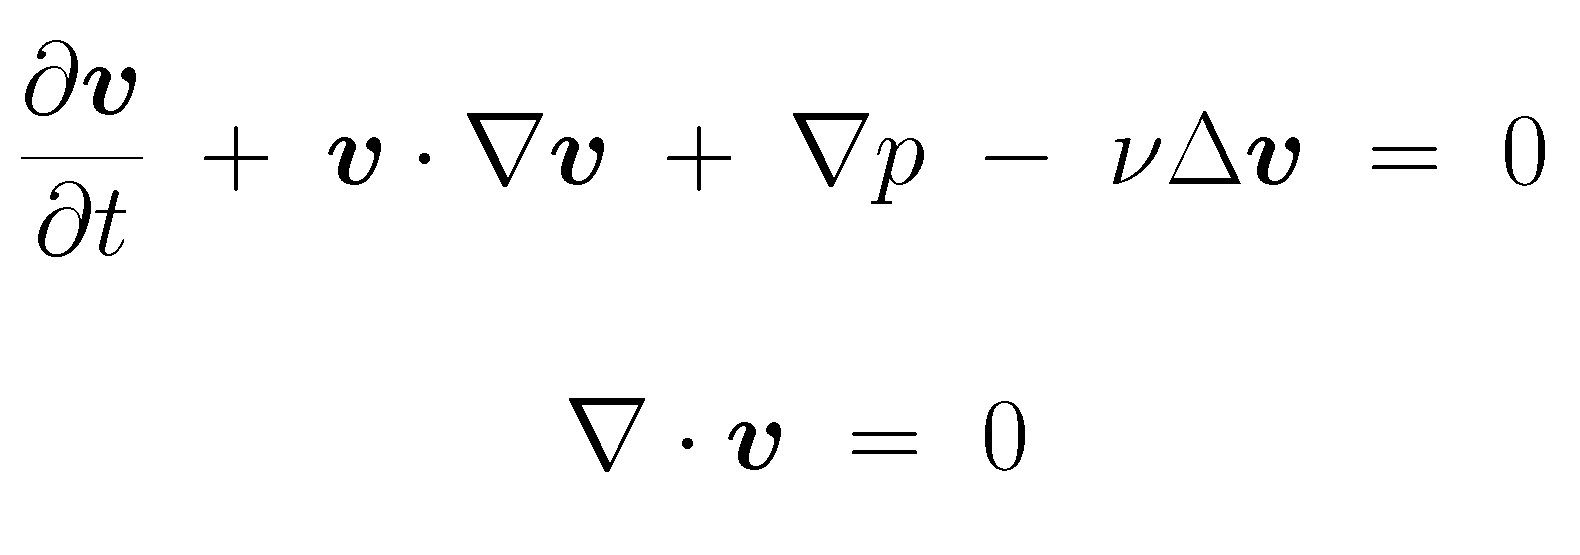 ∂𝒗/∂t + 𝒗 · ∇𝒗 + ∇p − νΔ𝒗 = 0
∇ · 𝒗 = 0